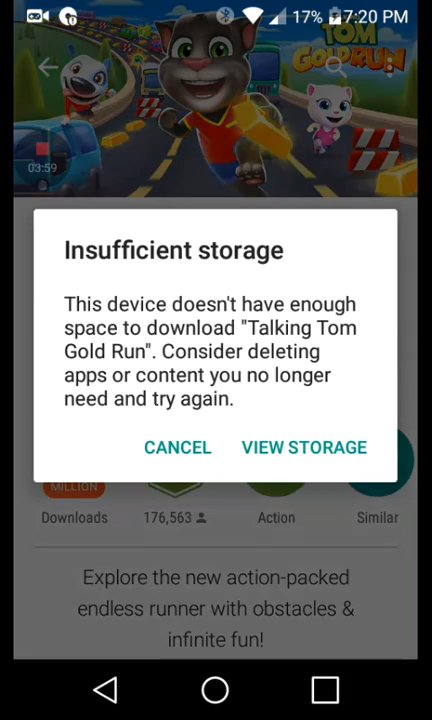 17% 7:20 PM
TOM
GOLD RUN
03:59
Insufficient storage
This device doesn't have enough
space to download "Talking Tom
Gold Run". Consider deleting
apps or content you no longer
need and try again.
CANCEL VIEW STORAGE
MILLION
Downloads 176,563 Action Similar
Explore the new action-packed
endless runner with obstacles &
infinite fun!